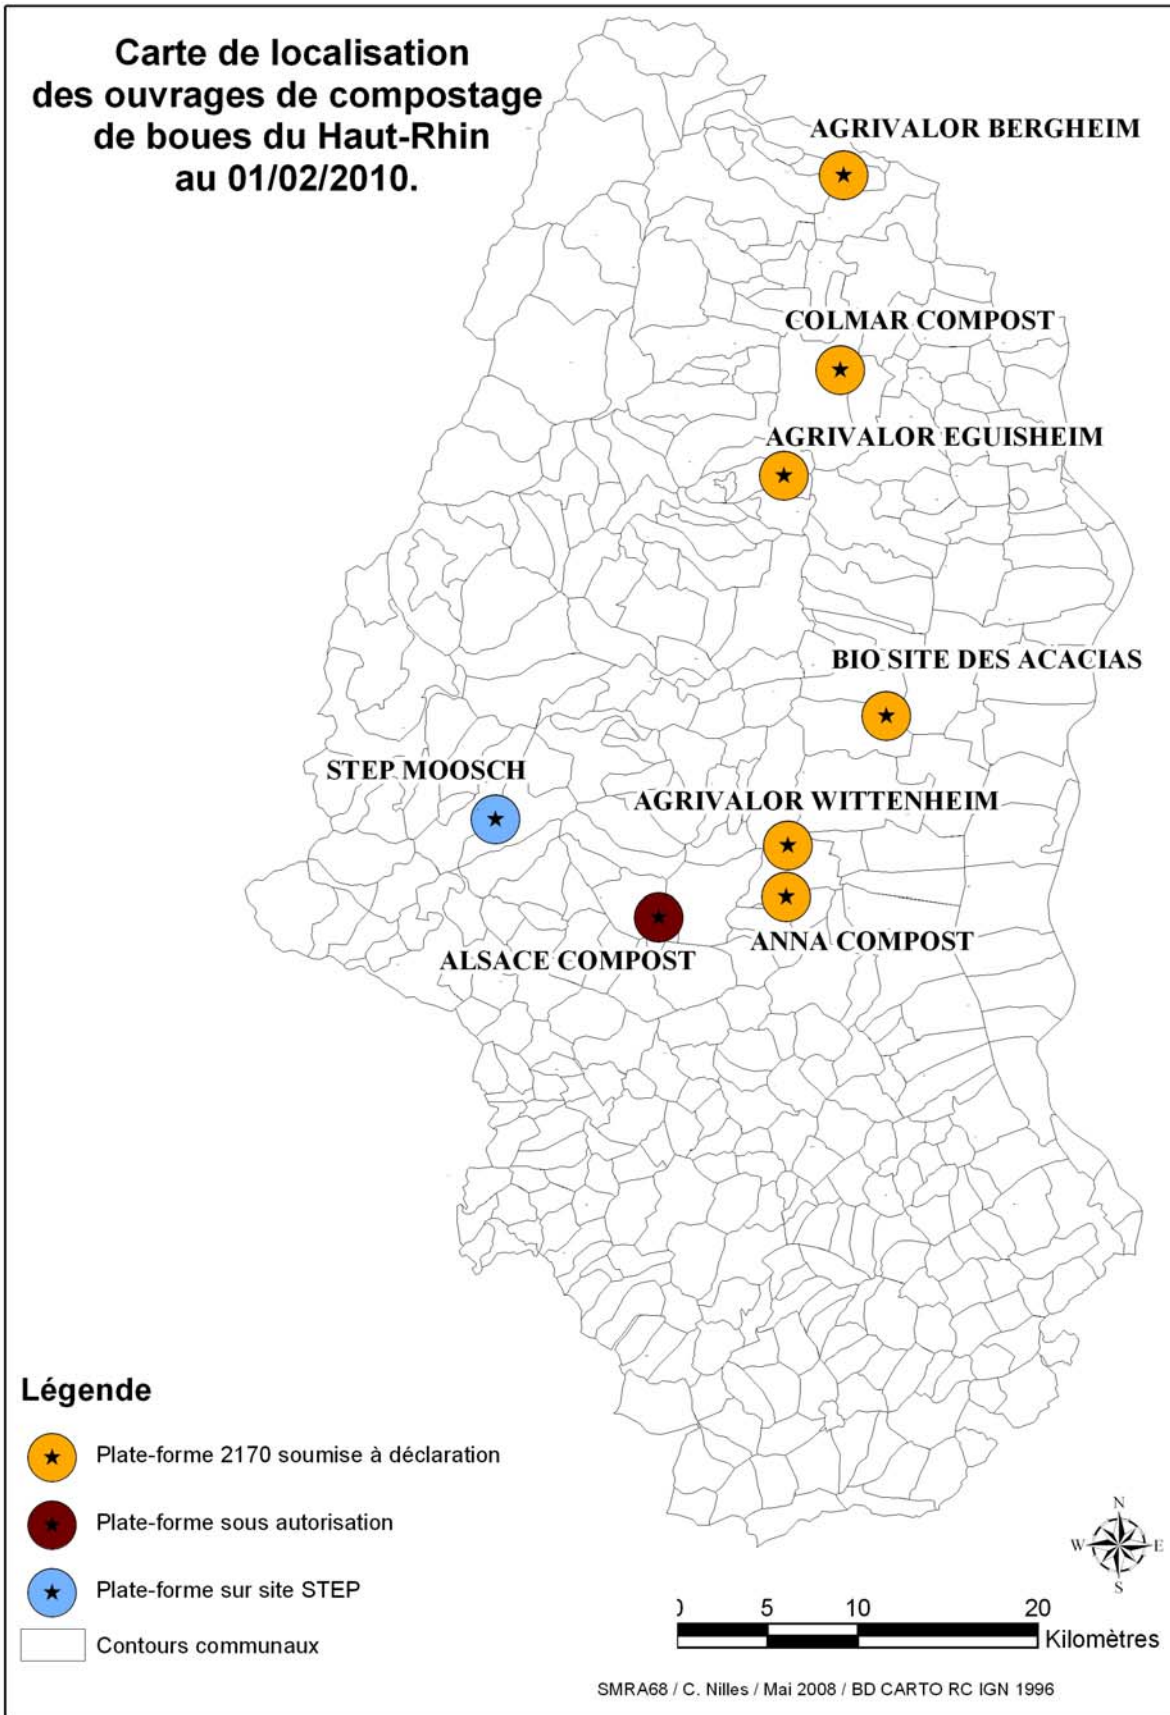 Carte de localisation
des ouvrages de compostage
de boues du Haut-Rhin
au 01/02/2010.
AGRIVALOR BERGHEIM
COLMAR COMPOST
AGRIVALOR EGUISHEIM
BIO SITE DES ACACIAS
STEP MOOSCH
AGRIVALOR WITTENHEIM
ANNA COMPOST
ALSACE COMPOST
Légende
Plate-forme 2170 soumise à déclaration
Plate-forme sous autorisation
Plate-forme sur site STEP
Contours communaux
N
W E
S
0 5 10 20
Kilomètres
SMRA68 / C. Nilles / Mai 2008 / BD CARTO RC IGN 1996